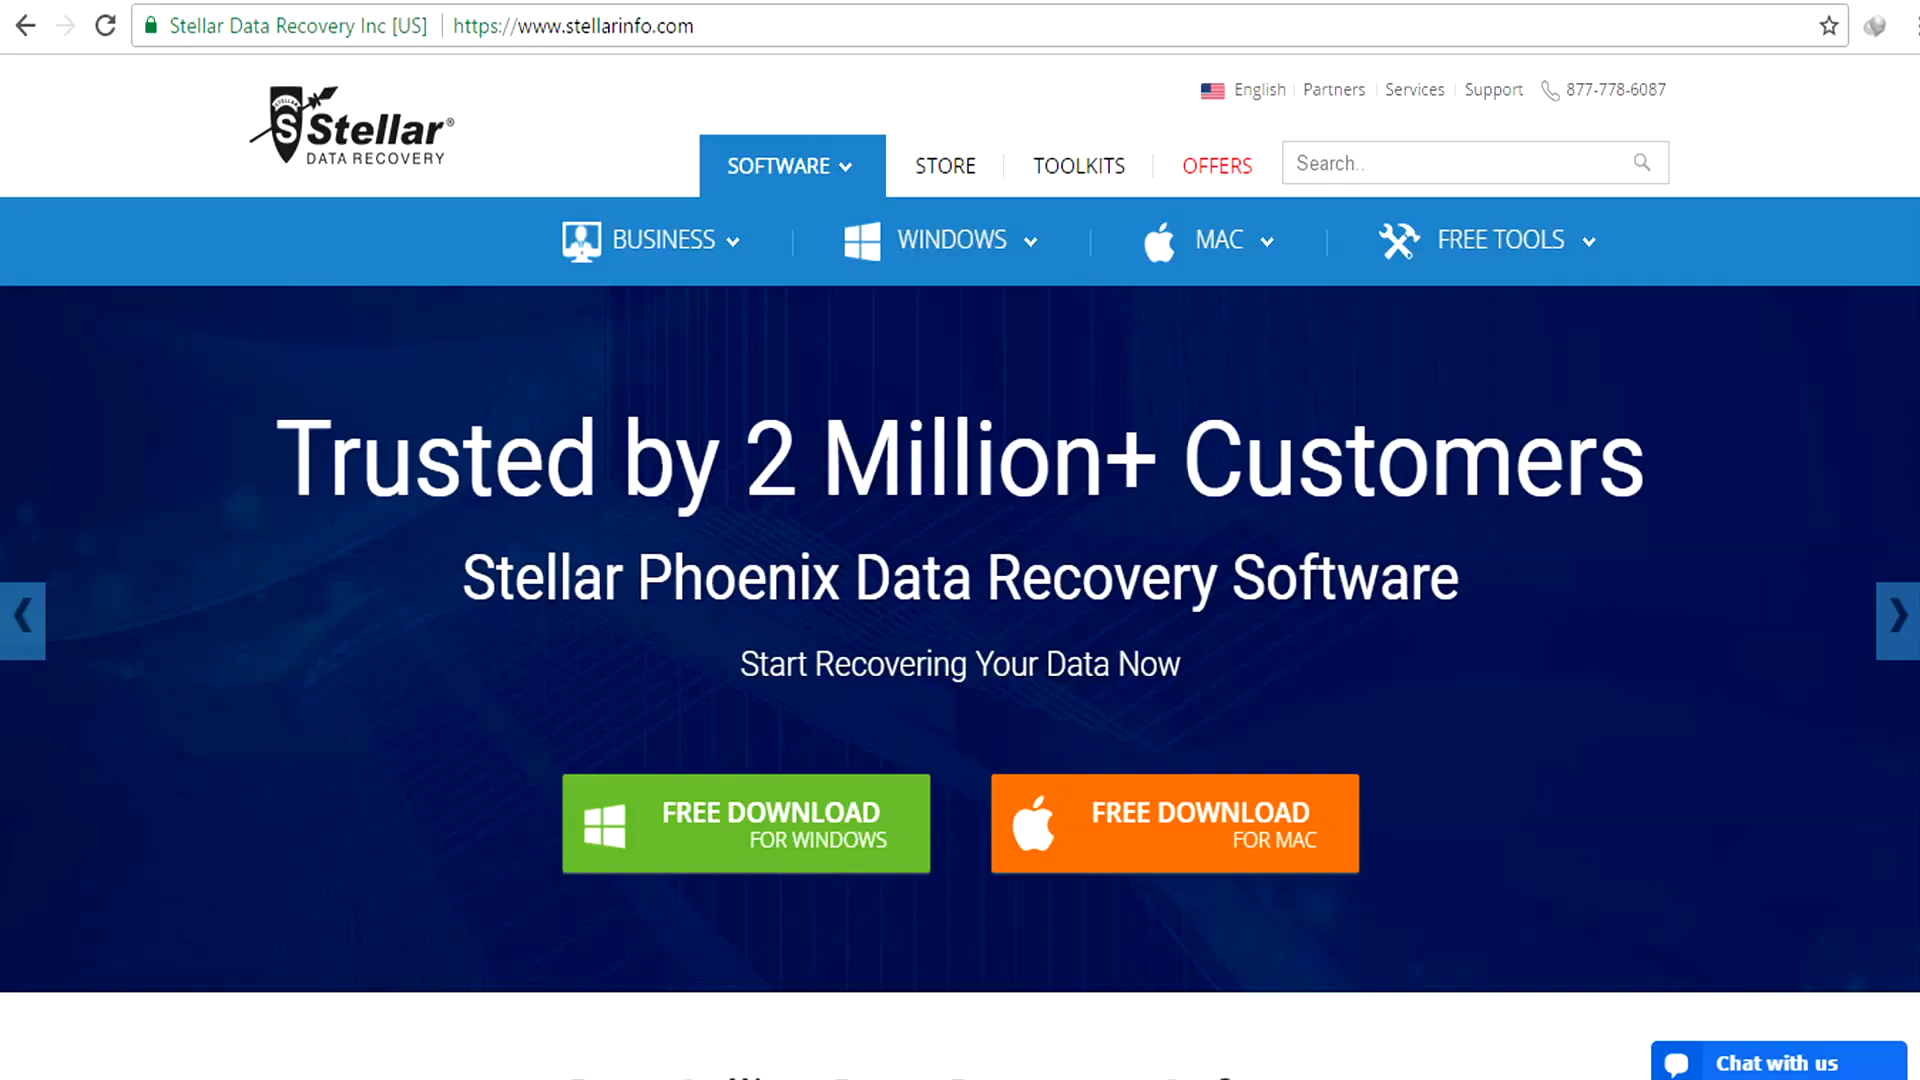 Stellar Data Recovery Inc [US] https://www.stellarinfo.com
English Partners Services Support 877-778-6087
STELLAR
S
Stellar®
DATA RECOVERY
SOFTWARE STORE TOOLKITS OFFERS Search..
BUSINESS WINDOWS MAC FREE TOOLS
Trusted by 2 Million+ Customers
Stellar Phoenix Data Recovery Software
Start Recovering Your Data Now
FREE DOWNLOAD
FOR WINDOWS
FREE DOWNLOAD
FOR MAC
Chat with us